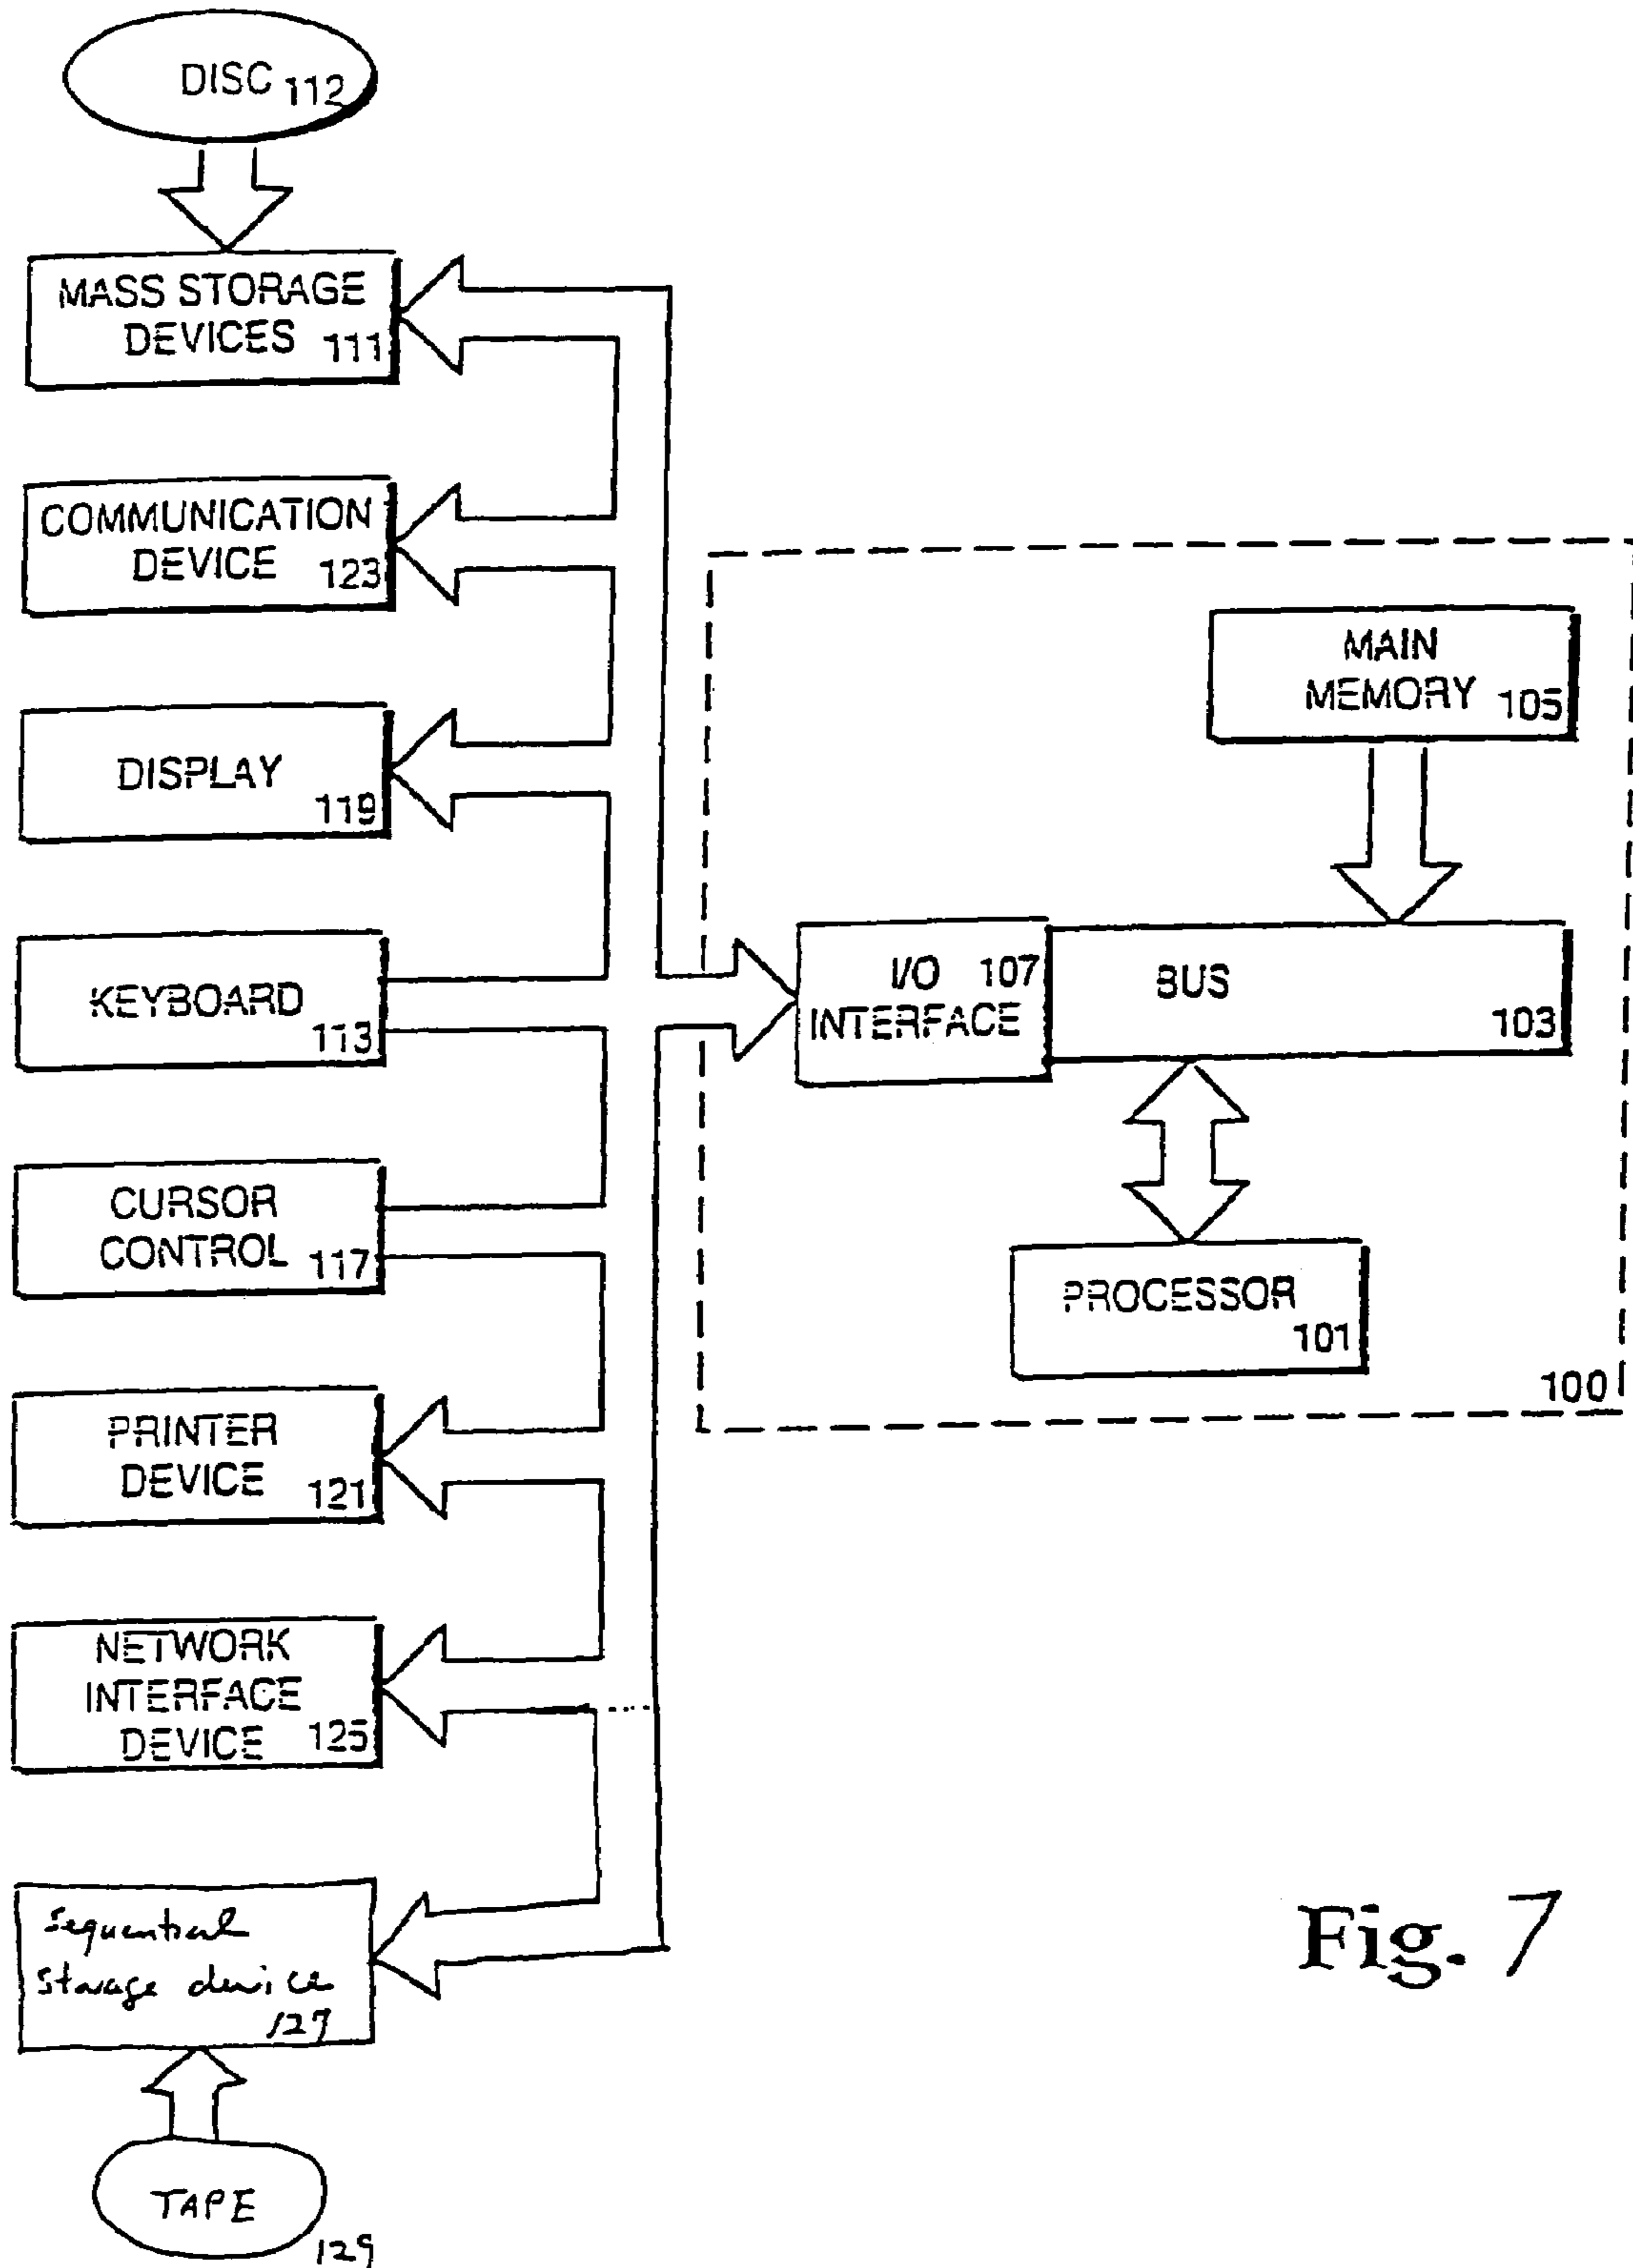 DISC 112
MASS STORAGE
DEVICES 111
COMMUNICATION
DEVICE 123
DISPLAY
119
KEYBOARD
113
CURSOR
CONTROL 117
PRINTER
DEVICE 121
NETWORK
INTERFACE
DEVICE 125
Sequential
storage device
127
TAPE
129
MAIN
MEMORY 105
I/O 107
INTERFACE
BUS
103
PROCESSOR
101
100
Fig. 7